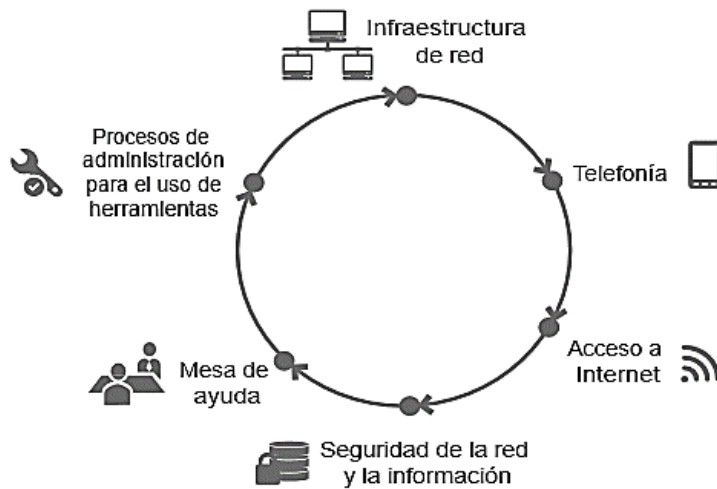 Infraestructura
de red
Telefonía
Acceso a
Internet
Seguridad de la red
y la información
Mesa de
ayuda
Procesos de
administración
para el uso de
herramientas